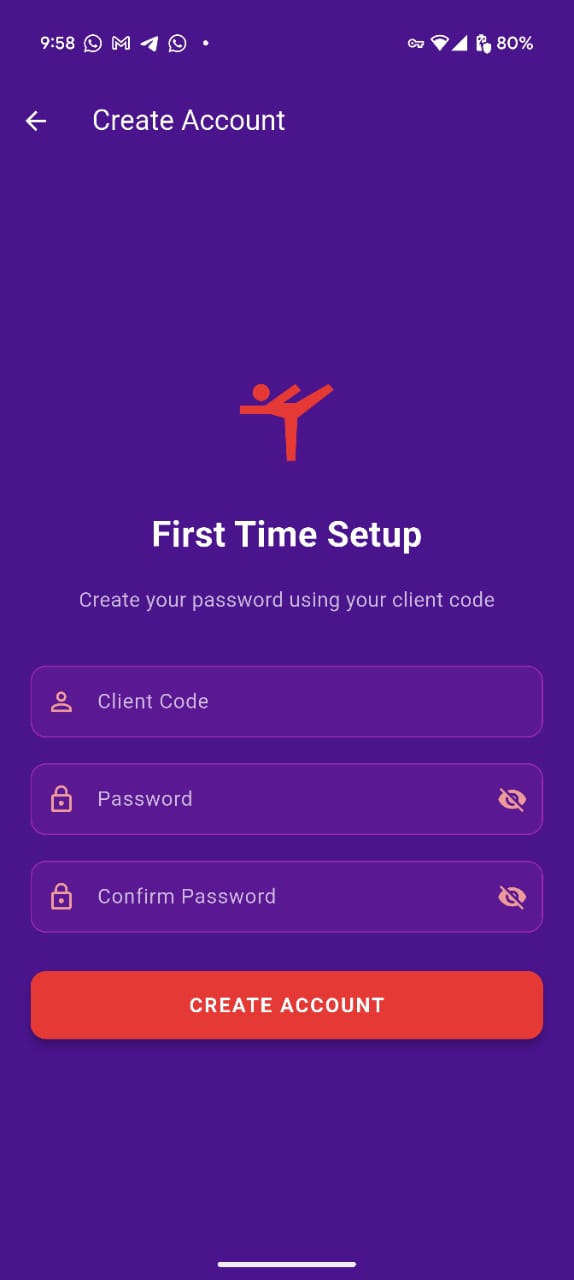 9:58 80%
Create Account
First Time Setup
Create your password using your client code
Client Code
Password
Confirm Password
CREATE ACCOUNT